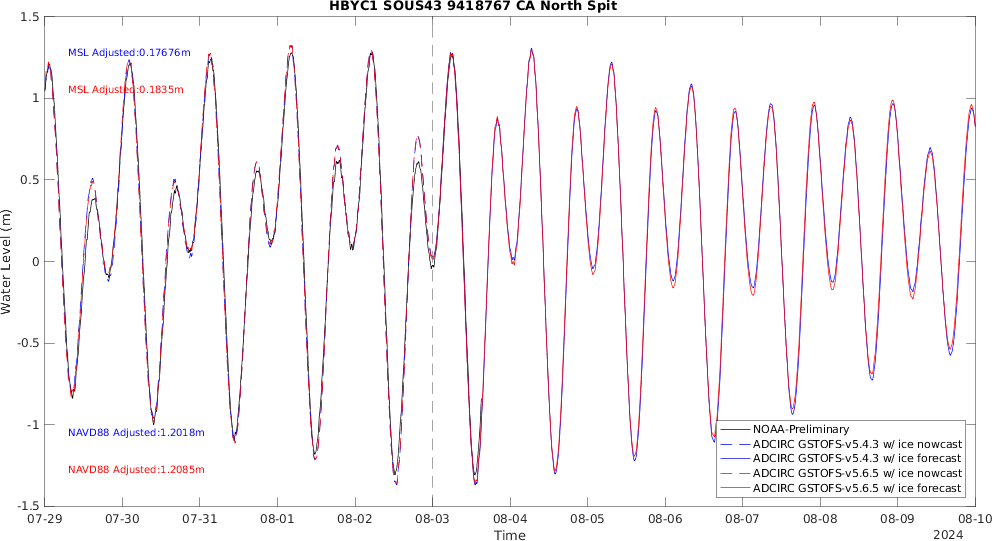 HBYC1 SOUS43 9418767 CA North Spit
1.5
1
0.5
0
-0.5
-1
-1.5
Water Level (m)
MSL Adjusted:0.17676m
MSL Adjusted:0.1835m
NAVD88 Adjusted:1.2018m
NAVD88 Adjusted:1.2085m
NOAA-Preliminary
ADCIRC GSTOFS-v5.4.3 w/ ice nowcast
ADCIRC GSTOFS-v5.4.3 w/ ice forecast
ADCIRC GSTOFS-v5.6.5 w/ ice nowcast
ADCIRC GSTOFS-v5.6.5 w/ ice forecast
07-29 07-30 07-31 08-01 08-02 08-03 08-04 08-05 08-06 08-07 08-08 08-09 08-10
Time
2024